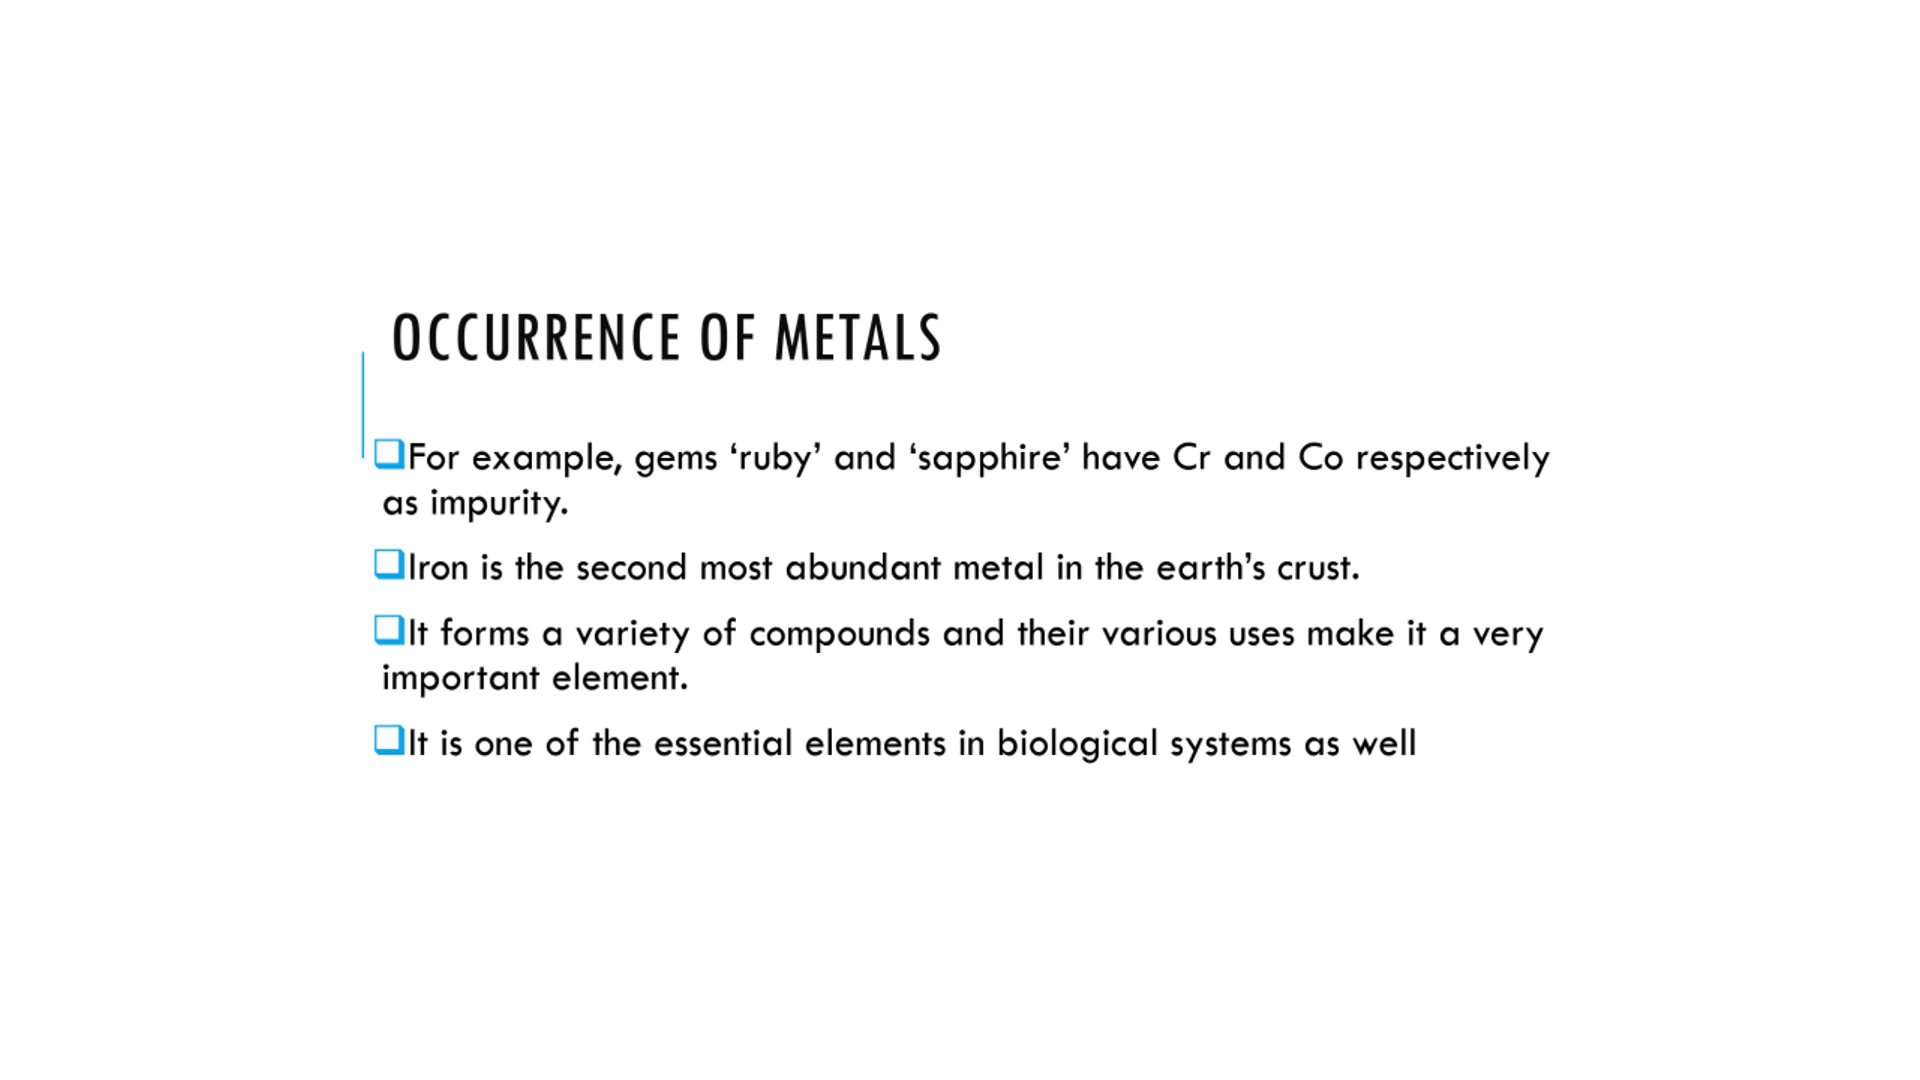 OCCURRENCE OF METALS
❑For example, gems ‘ruby’ and ‘sapphire’ have Cr and Co respectively
as impurity.
❑Iron is the second most abundant metal in the earth’s crust.
❑It forms a variety of compounds and their various uses make it a very
important element.
❑It is one of the essential elements in biological systems as well